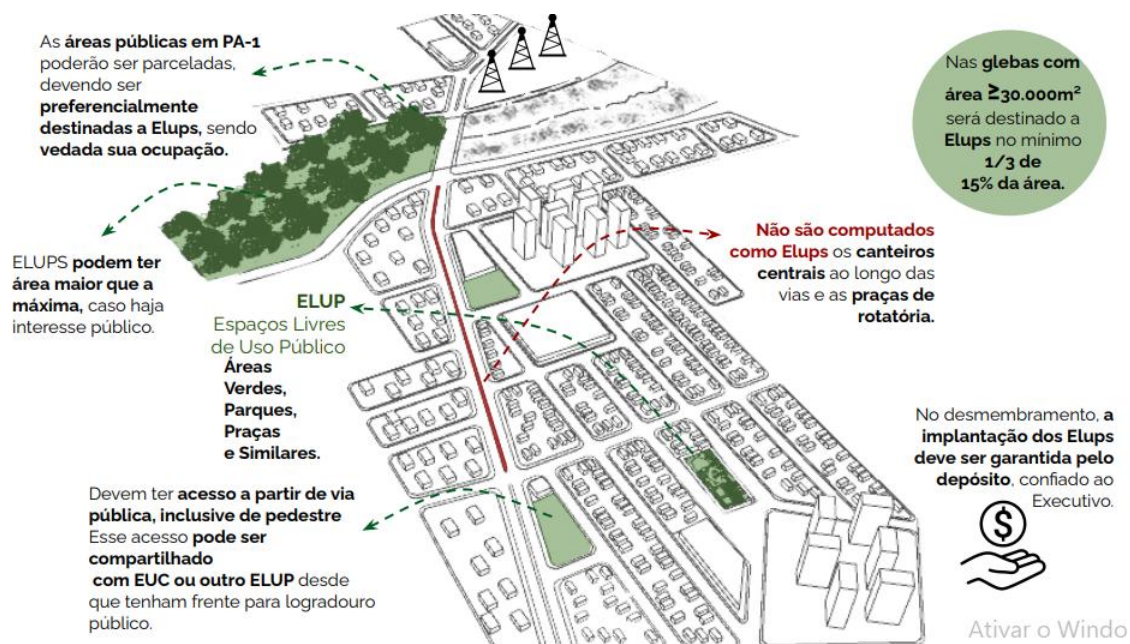 As áreas públicas em PA-1
poderão ser parceladas,
devendo ser
preferencialmente
destinadas a Elups, sendo
vedada sua ocupação.
Nas glebas com
área ≥30.000m²
será destinado a
Elups no mínimo
1/3 de
15% da área.
ELUPS podem ter
área maior que a
máxima, caso haja
interesse público.
Não são computados
como Elups os canteiros
centrais ao longo das
vias e as praças de
rotatória.
ELUP
Espaços Livres
de Uso Público
Áreas
Verdes,
Parques,
Praças
e Similares.
No desmembramento, a
implantação dos Elups
deve ser garantida pelo
depósito, confiado ao
Executivo.
$
Devem ter acesso a partir de via
pública, inclusive de pedestre
Esse acesso pode ser
compartilhado
com EUC ou outro ELUP desde
que tenham frente para logradouro
público.
Ativar o Windo